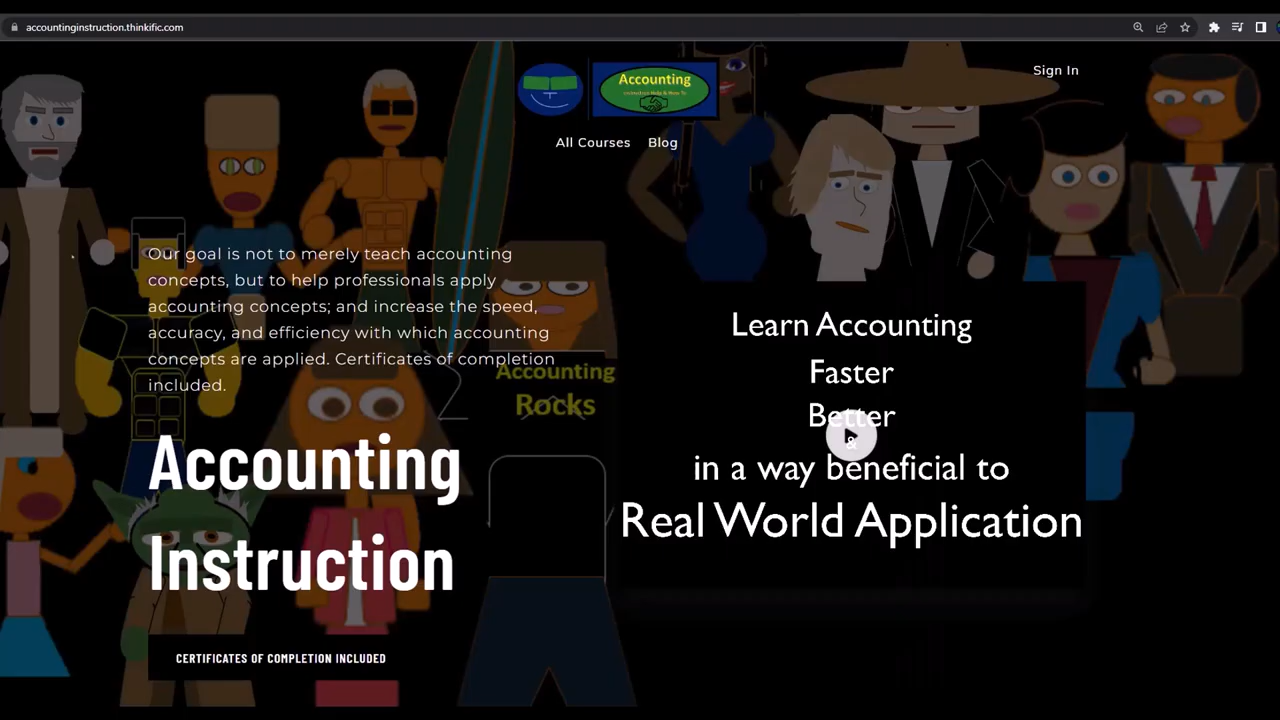 accountinginstruction.thinkific.com
Accounting
Sign In
All Courses
Blog
Our goal is not to merely teach accounting
concepts, but to help professionals apply
accounting concepts; and increase the speed,
accuracy, and efficiency with which accounting
concepts are applied. Certificates of completion
included.
Accounting
Rocks
Accounting
Instruction
CERTIFICATES OF COMPLETION INCLUDED
Learn Accounting
Faster
Better
&
in a way beneficial to
Real World Application